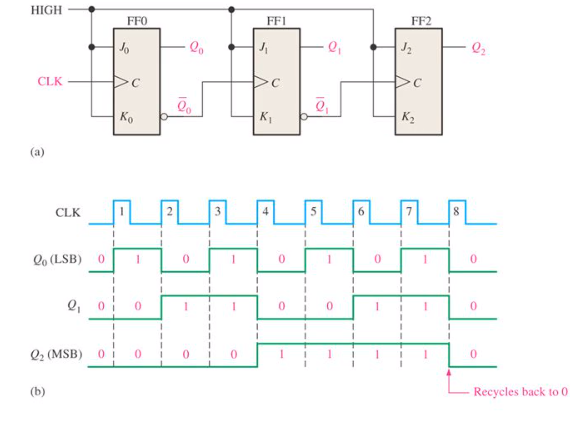 HIGH
FF0 FF1 FF2
J₀ Q₀ J₁ Q₁ J₂ Q₂
CLK C C C
Q̅₀ Q̅₁
K₀ K₁ K₂
(a)
CLK 1 2 3 4 5 6 7 8
Q₀ (LSB) 0 1 0 1 0 1 0 1 0
Q₁ 0 0 1 1 0 0 1 1 0
Q₂ (MSB) 0 0 0 0 1 1 1 1 0
(b) Recycles back to 0